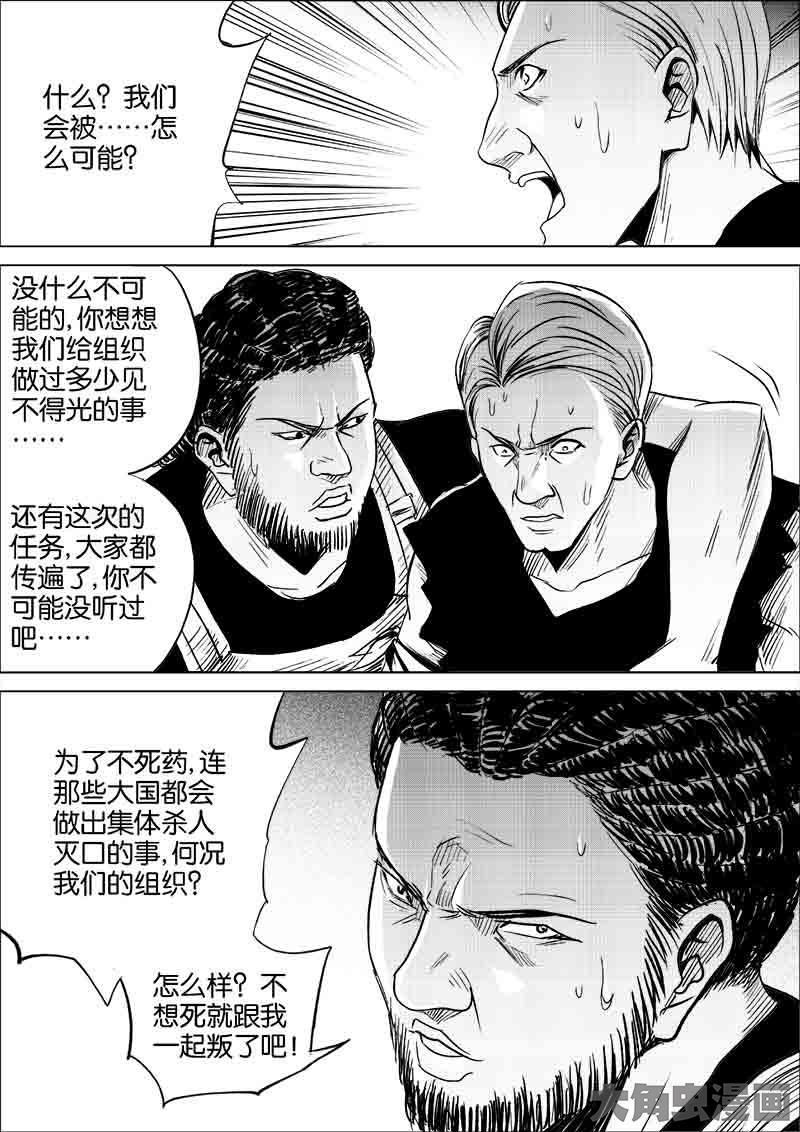 什么？我们
会被……怎
么可能？
没什么不可
能的，你想想
我们给组织
做过多少见
不得光的事
……
还有这次的
任务，大家都
传遍了，你不
可能没听过
吧……
为了不死药，连
那些大国都会
做出集体杀人
灭口的事，何况
我们的组织？
怎么样？不
想死就跟我
一起叛了吧！
大角虫漫画